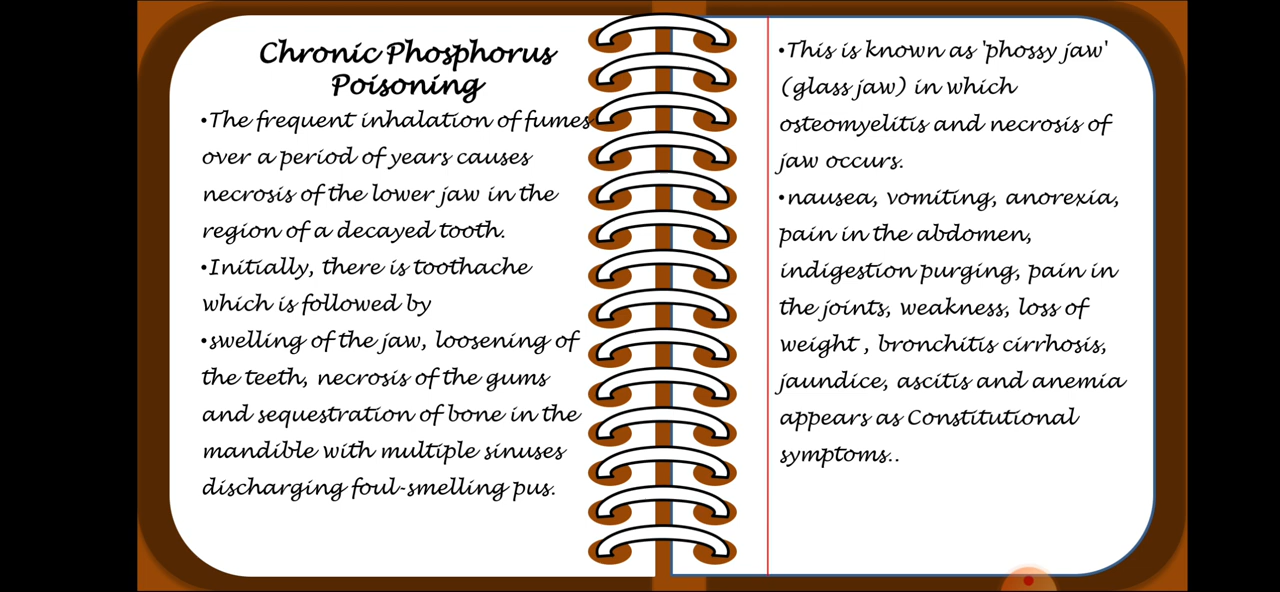 Chronic Phosphorus
Poisoning
•The frequent inhalation of fumes
over a period of years causes
necrosis of the lower jaw in the
region of a decayed tooth.
•Initially, there is toothache
which is followed by
•swelling of the jaw, loosening of
the teeth, necrosis of the gums
and sequestration of bone in the
mandible with multiple sinuses
discharging foul-smelling pus.
•This is known as 'phossy jaw'
(glass jaw) in which
osteomyelitis and necrosis of
jaw occurs.
•nausea, vomiting, anorexia,
pain in the abdomen,
indigestion purging, pain in
the joints, weakness, loss of
weight , bronchitis cirrhosis,
jaundice, ascitis and anemia
appears as Constitutional
symptoms..